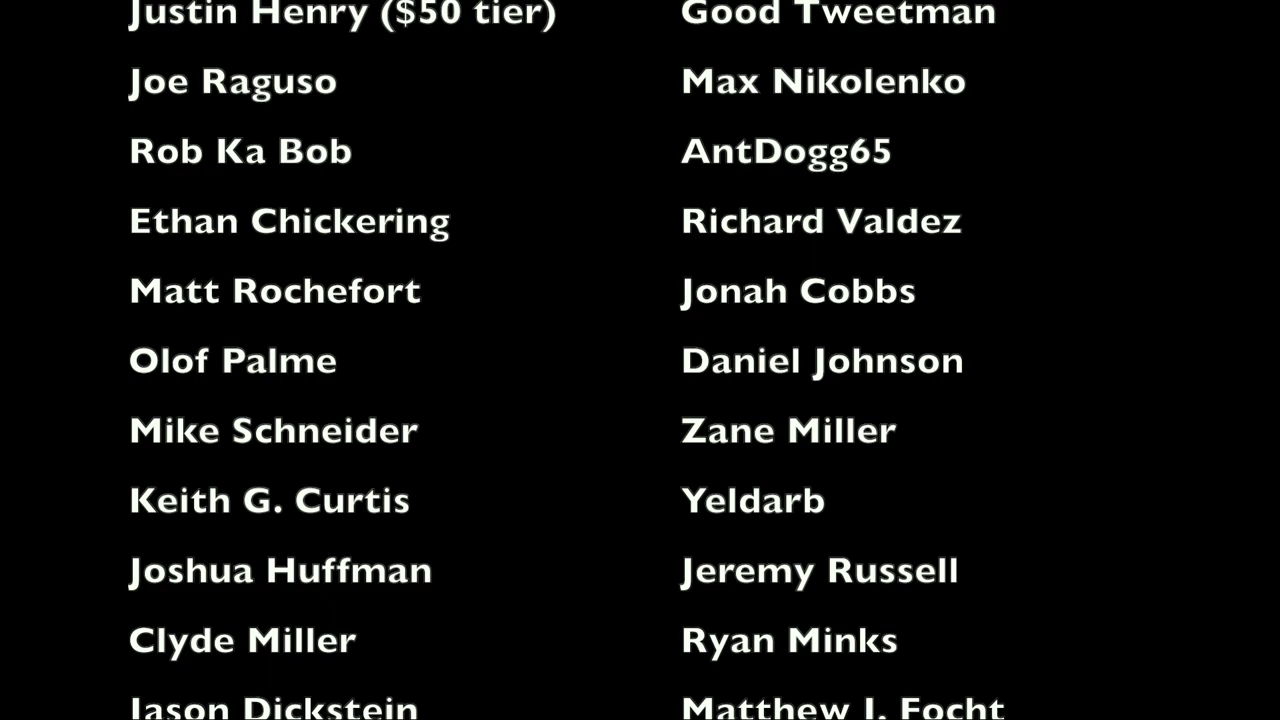 Justin Henry ($50 tier)
Good Tweetman
Joe Raguso
Max Nikolenko
Rob Ka Bob
AntDogg65
Ethan Chickering
Richard Valdez
Matt Rochefort
Jonah Cobbs
Olof Palme
Daniel Johnson
Mike Schneider
Zane Miller
Keith G. Curtis
Yeldarb
Joshua Huffman
Jeremy Russell
Clyde Miller
Ryan Minks
Jason Dickstein
Matthew J. Focht